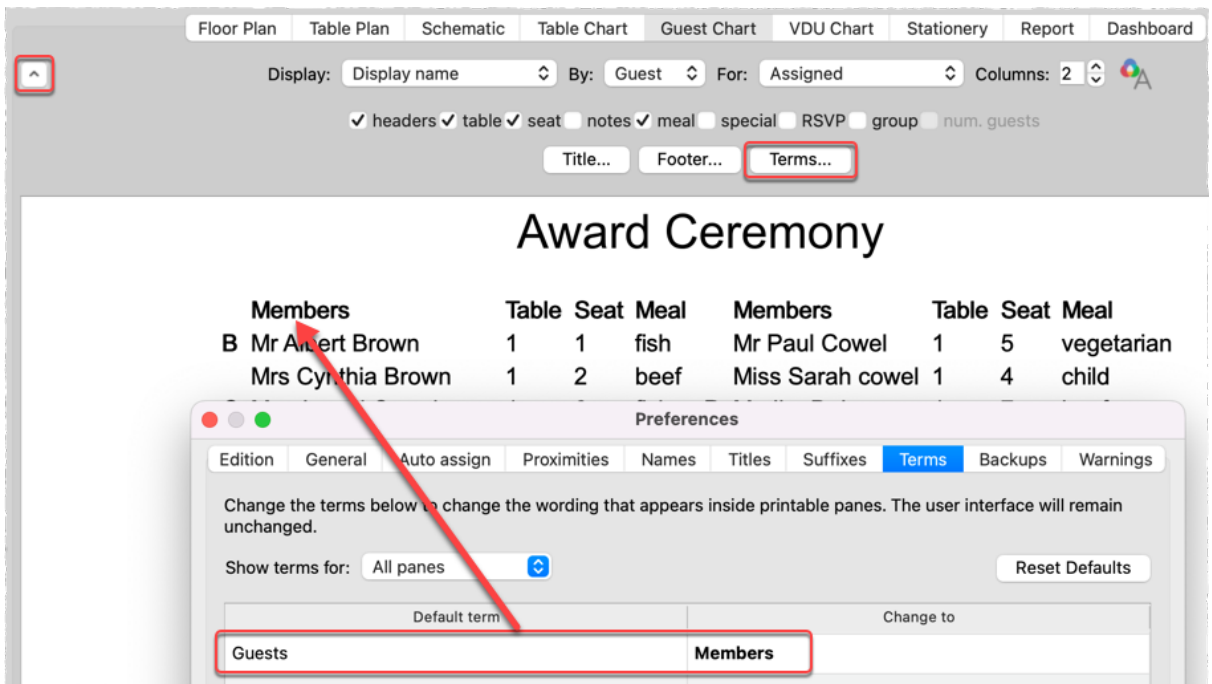 Floor Plan Table Plan Schematic Table Chart Guest Chart VDU Chart Stationery Report Dashboard
Display: Display name By: Guest For: Assigned Columns: 2
headers table seat notes meal special RSVP group num. guests
Title... Footer... Terms...
Award Ceremony
Members Table Seat Meal Members Table Seat Meal
B Mr Albert Brown 1 1 fish Mr Paul Cowel 1 5 vegetarian
Mrs Cynthia Brown 1 2 beef Miss Sarah cowel 1 4 child
Preferences
Edition General Auto assign Proximities Names Titles Suffixes Terms Backups Warnings
Change the terms below to change the wording that appears inside printable panes. The user interface will remain
unchanged.
Show terms for: All panes Reset Defaults
Default term Change to
Guests Members